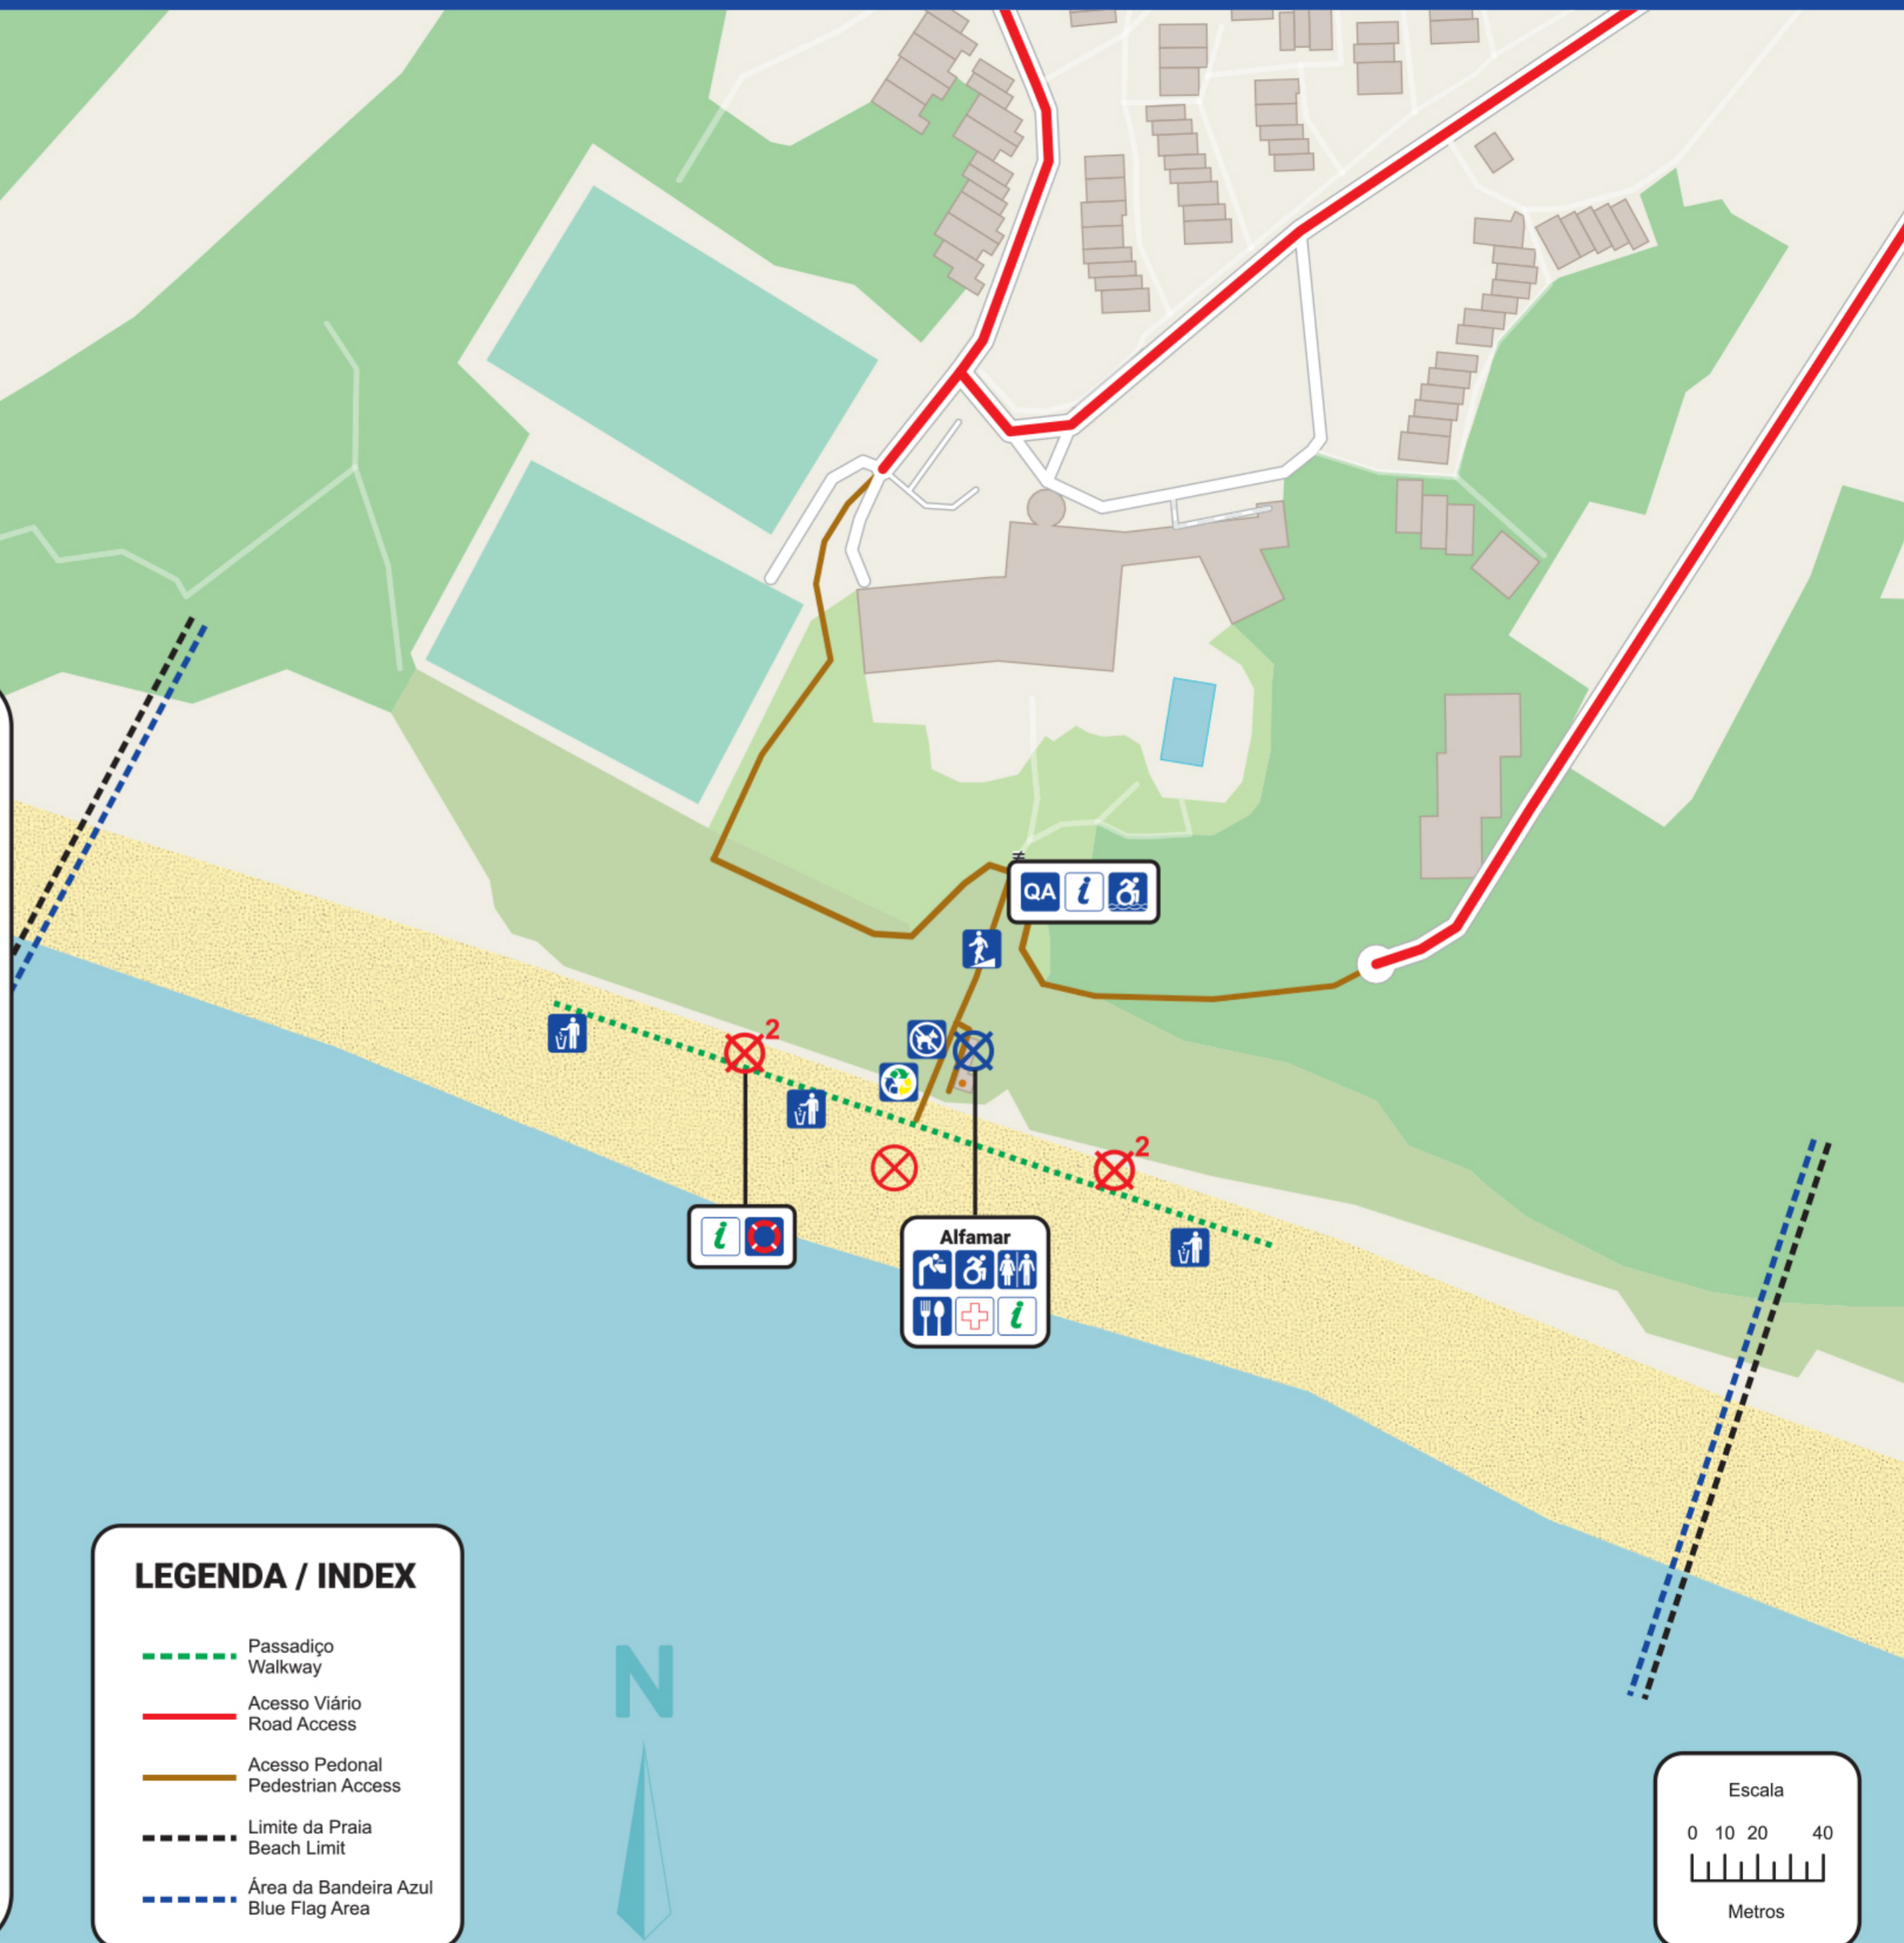 QA i
2
2
i
Alfamar
i
LEGENDA / INDEX
Passadiço
Walkway
Acesso Viário
Road Access
Acesso Pedonal
Pedestrian Access
Limite da Praia
Beach Limit
Área da Bandeira Azul
Blue Flag Area
N
Escala
0 10 20 40
Metros